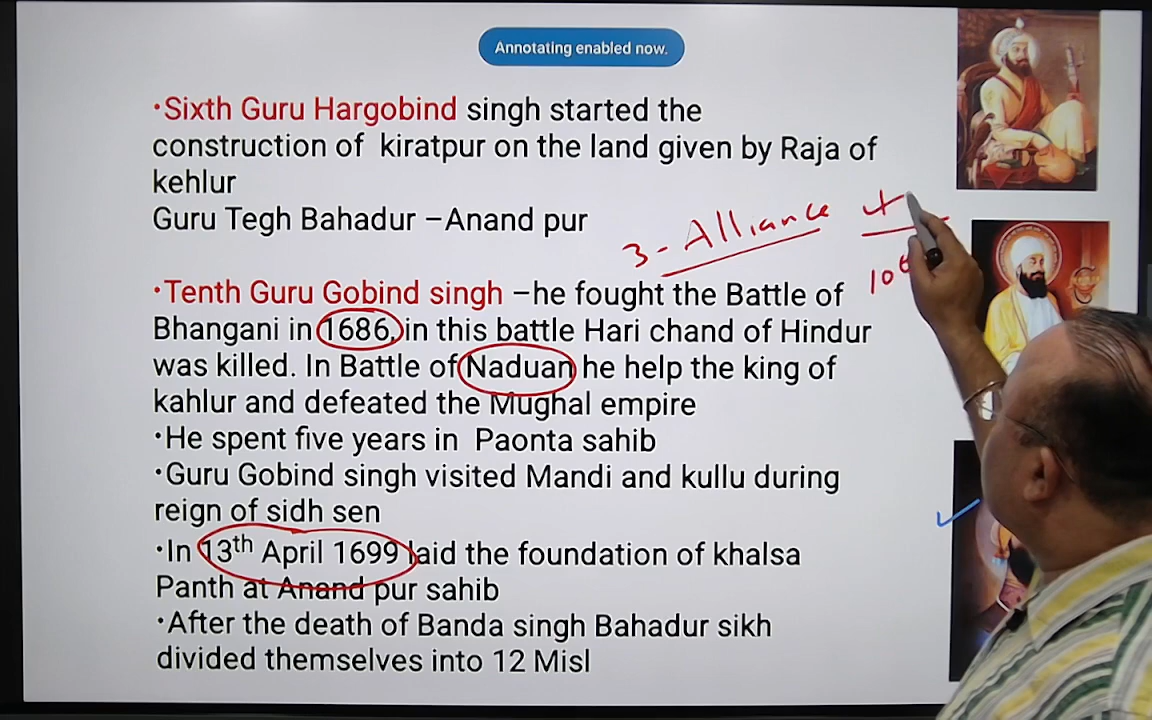 Annotating enabled now.
•Sixth Guru Hargobind singh started the
construction of kiratpur on the land given by Raja of
kehlur
Guru Tegh Bahadur –Anand pur
3- Alliance
10
•Tenth Guru Gobind singh –he fought the Battle of
Bhangani in 1686, in this battle Hari chand of Hindur
was killed. In Battle of Naduan he help the king of
kahlur and defeated the Mughal empire
•He spent five years in Paonta sahib
•Guru Gobind singh visited Mandi and kullu during
reign of sidh sen
•In 13th April 1699 laid the foundation of khalsa
Panth at Anand pur sahib
•After the death of Banda singh Bahadur sikh
divided themselves into 12 Misl